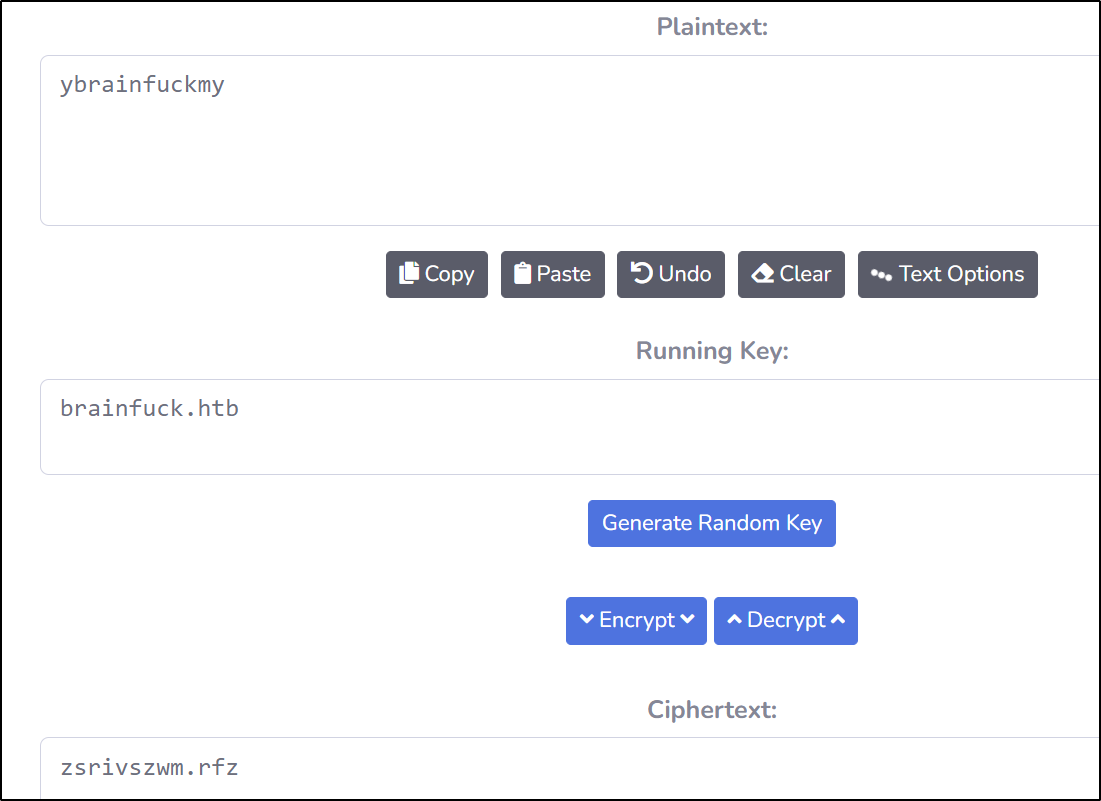 Plaintext:
ybrainfuckmy
Copy Paste Undo Clear Text Options
Running Key:
brainfuck.htb
Generate Random Key
Encrypt Decrypt
Ciphertext:
zsrivszwm.rfz